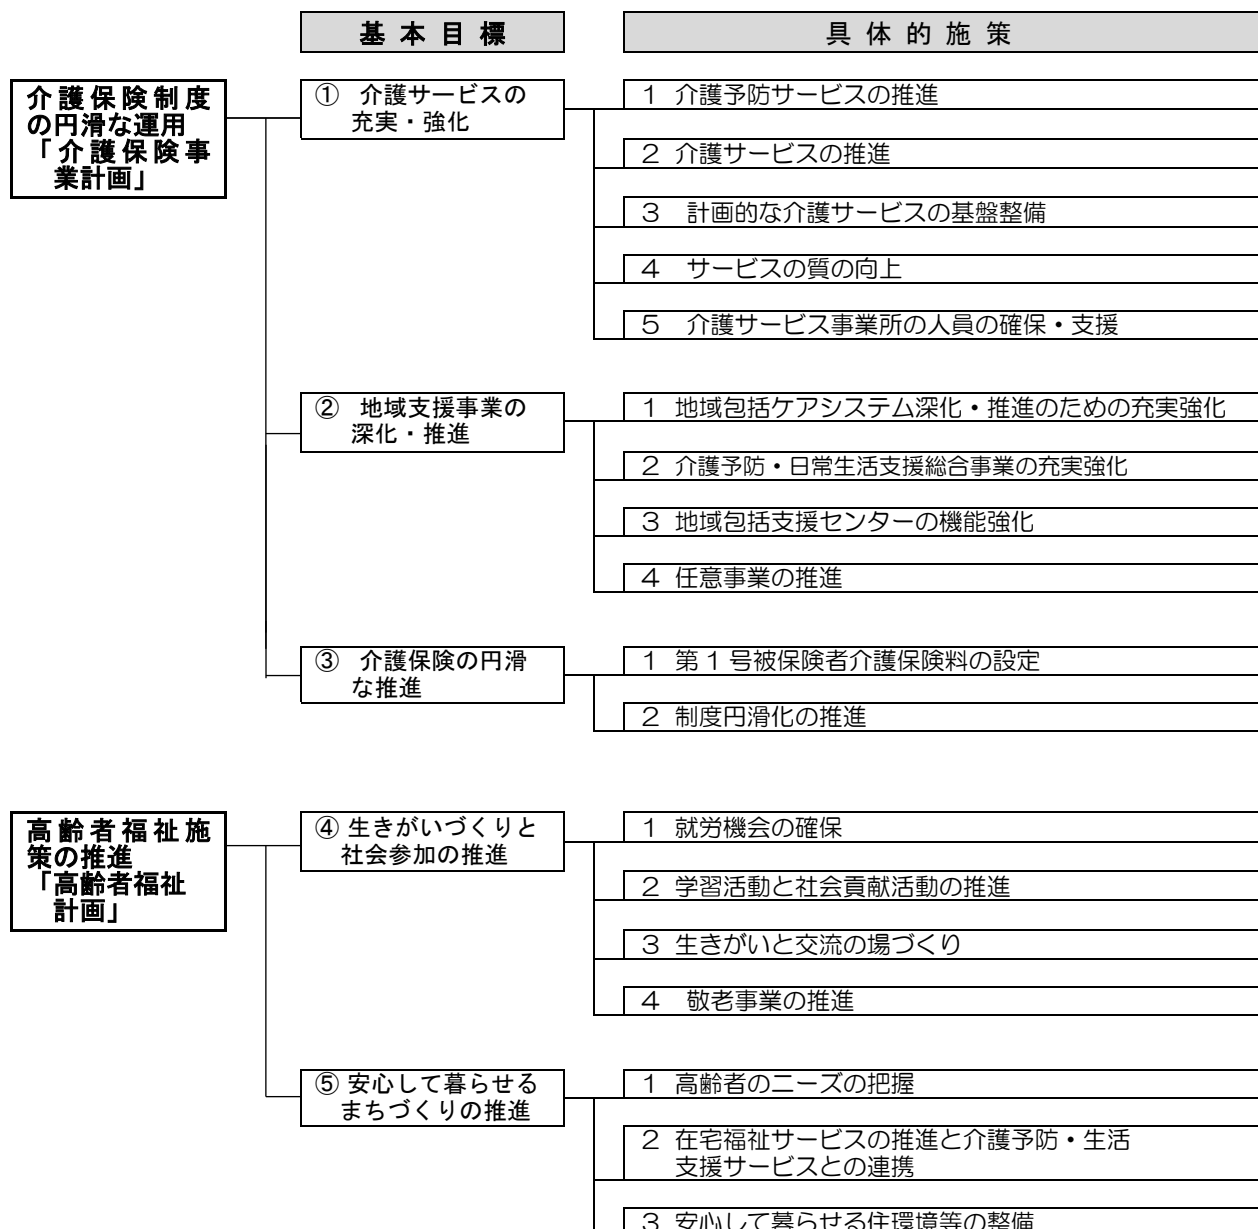 基本目標
具体的施策
介護保険制度
の円滑な運用
「介護保険事
業計画」
① 介護サービスの
充実・強化
1 介護予防サービスの推進
2 介護サービスの推進
3 計画的な介護サービスの基盤整備
4 サービスの質の向上
5 介護サービス事業所の人員の確保・支援
② 地域支援事業の
深化・推進
1 地域包括ケアシステム深化・推進のための充実強化
2 介護予防・日常生活支援総合事業の充実強化
3 地域包括支援センターの機能強化
4 任意事業の推進
③ 介護保険の円滑
な推進
1 第1号被保険者介護保険料の設定
2 制度円滑化の推進
高齢者福祉施
策の推進
「高齢者福祉
計画」
④ 生きがいづくりと
社会参加の推進
1 就労機会の確保
2 学習活動と社会貢献活動の推進
3 生きがいと交流の場づくり
4 敬老事業の推進
⑤ 安心して暮らせる
まちづくりの推進
1 高齢者のニーズの把握
2 在宅福祉サービスの推進と介護予防・生活
支援サービスとの連携
3 安心して暮らせる住環境等の整備